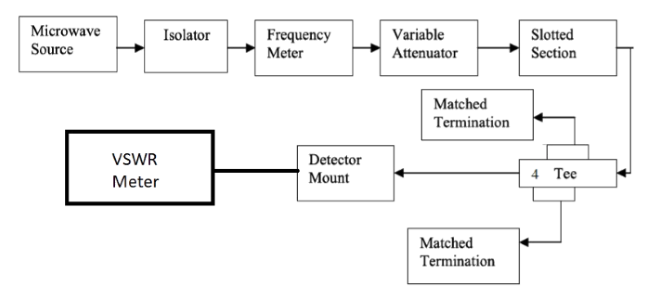 Microwave
Source
Isolator
Frequency
Meter
Variable
Attenuator
Slotted
Section
Matched
Termination
VSWR
Meter
Detector
Mount
4 Tee
Matched
Termination